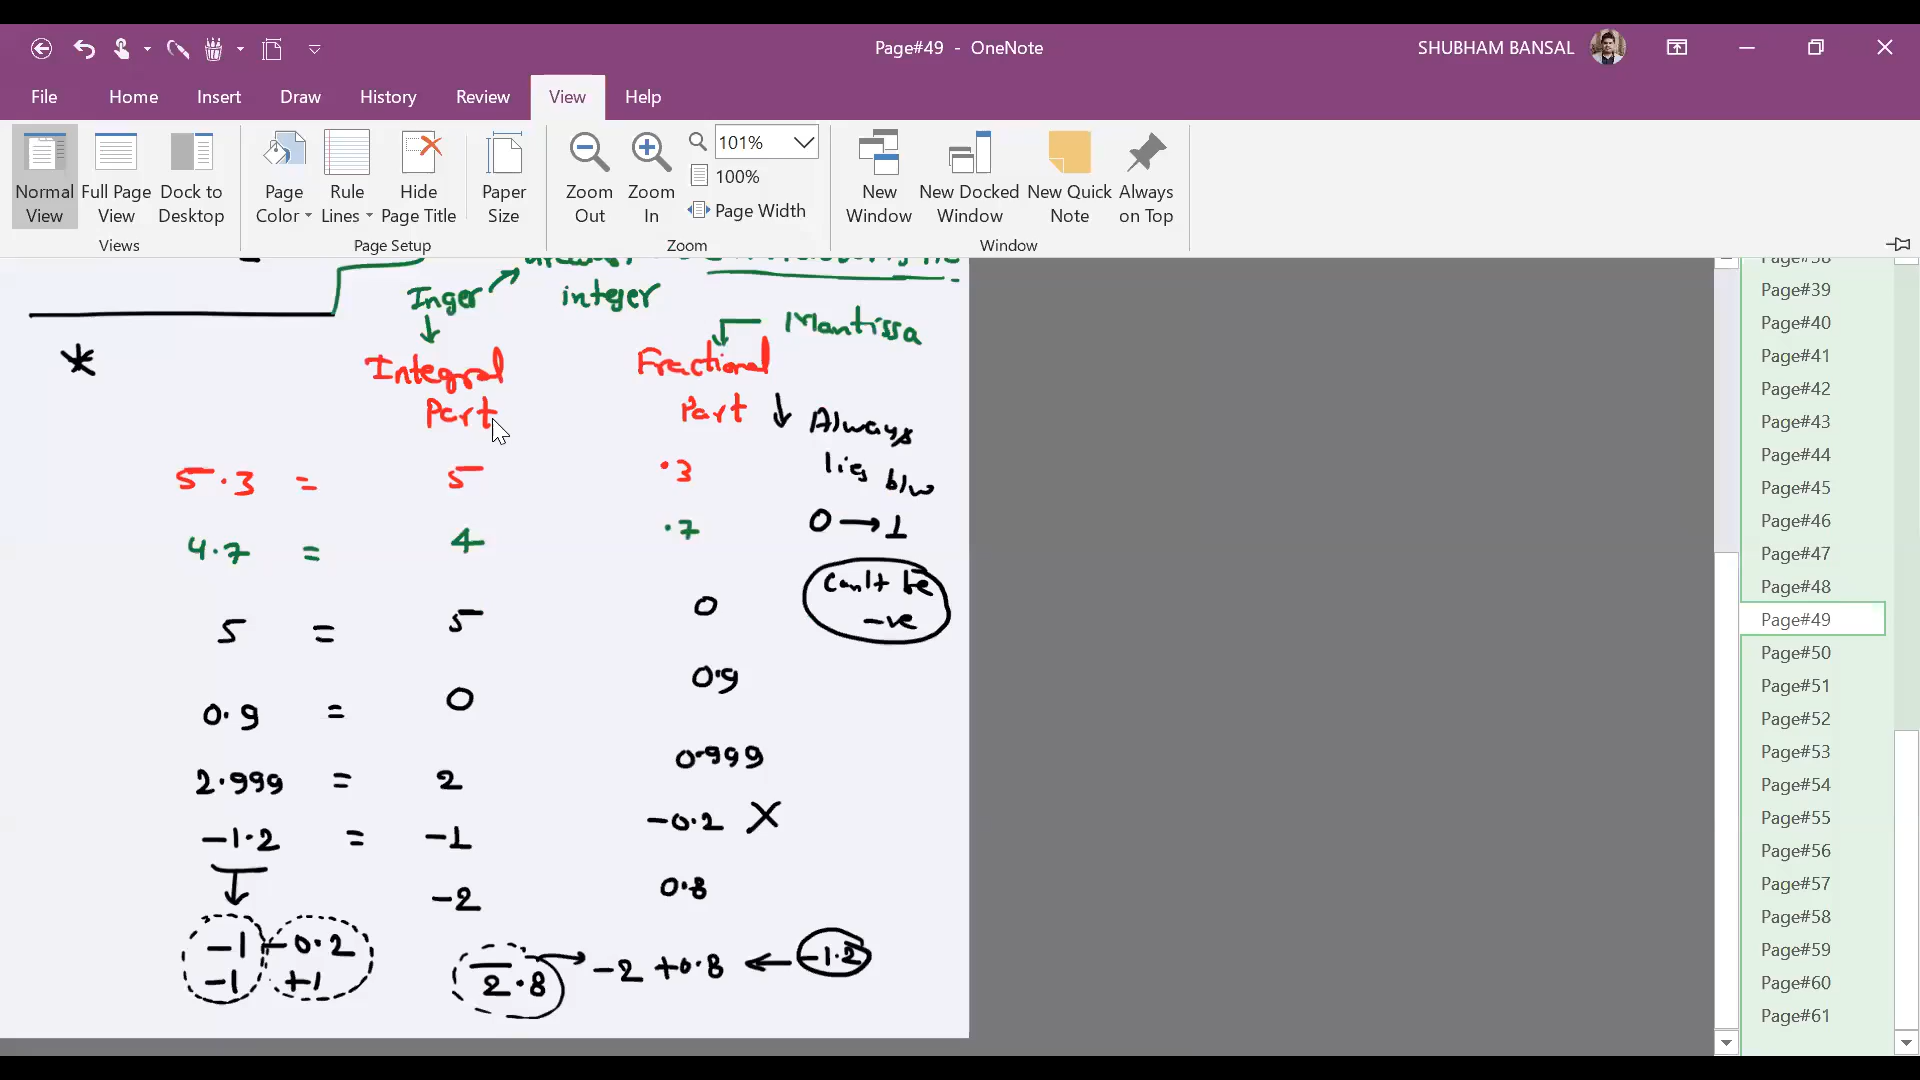 Page#49 - OneNote
SHUBHAM BANSAL
File Home Insert Draw History Review View Help
Normal View
Full Page View
Dock to Desktop
Page Color
Rule Lines
Hide Page Title
Paper Size
Zoom Out
Zoom In
101%
100%
Page Width
New Window
New Docked Window
New Quick Note
Always on Top
Views
Page Setup
Zoom
Window
Inger
integer
Mantissa
*
Integral Part
Fractional Part
Always lies b/w
0 → 1
Can't be -ve
5.3 = 5 .3
4.7 = 4 .7
5 = 5 0
0.9 = 0 0.9
2.999 = 2 0.999
-1.2 = -1 -0.2 X
-2 0.8
-1 -0.2
-1 +1
2̅.8 → -2 +0.8 ← -1.2
Page#38
Page#39
Page#40
Page#41
Page#42
Page#43
Page#44
Page#45
Page#46
Page#47
Page#48
Page#49
Page#50
Page#51
Page#52
Page#53
Page#54
Page#55
Page#56
Page#57
Page#58
Page#59
Page#60
Page#61